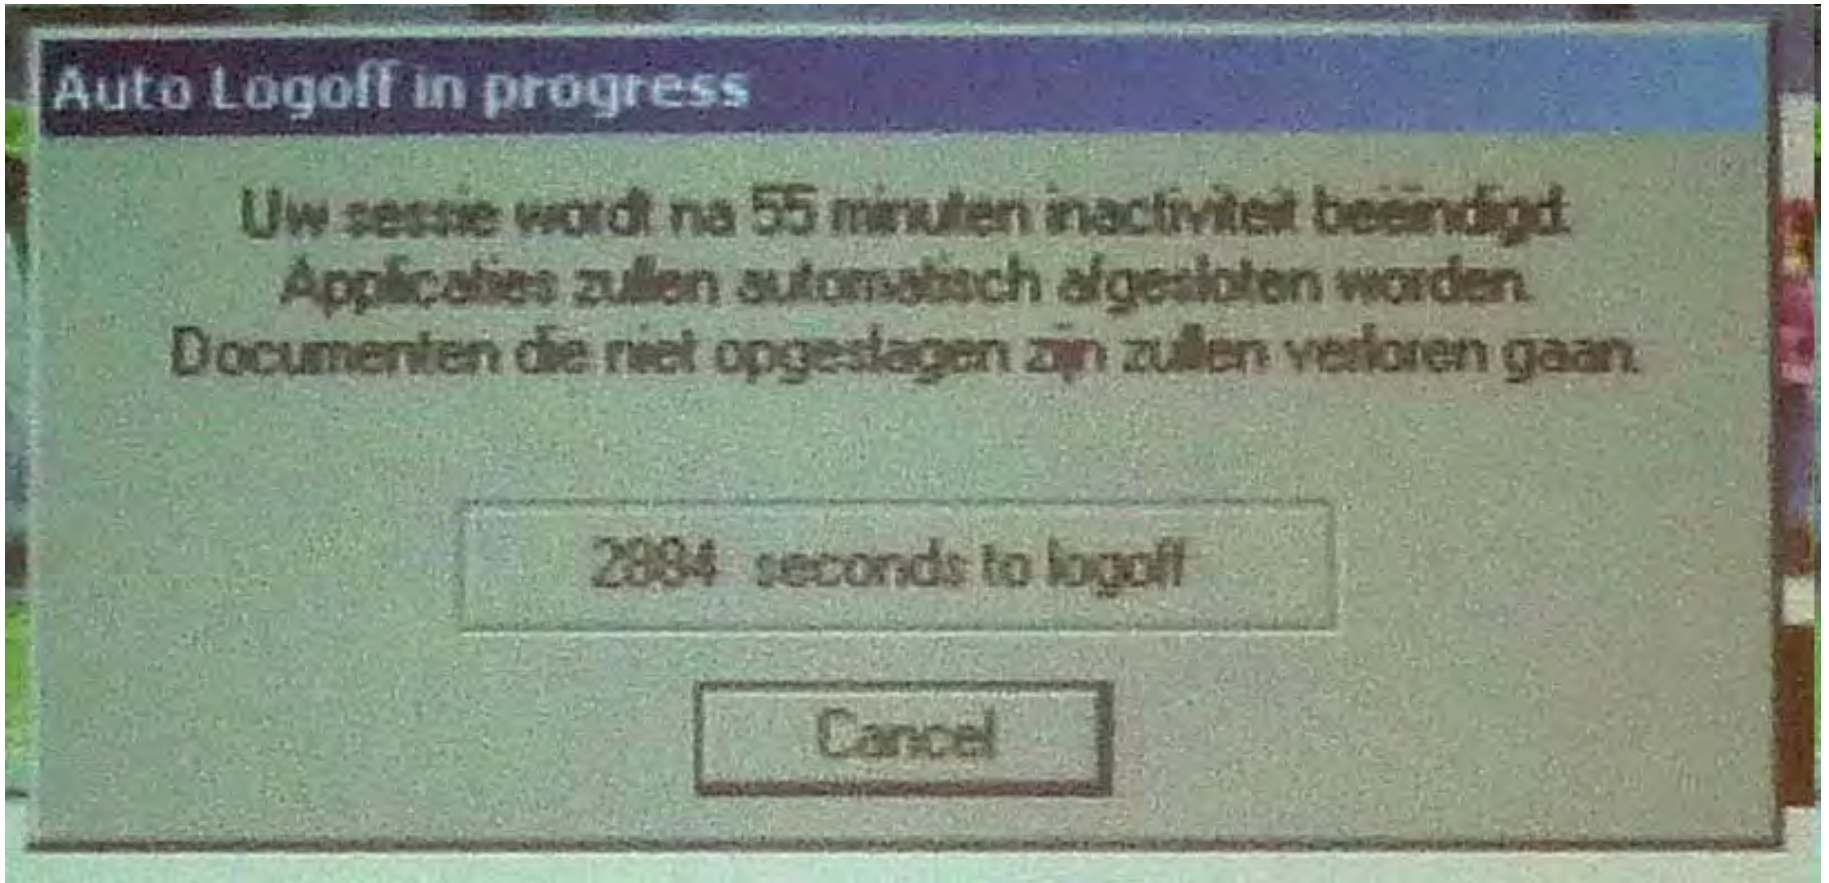 Auto Logoff in progress
Uw sessie wordt na 55 minuten inactiviteit beëindigd.
Applicaties zullen automatisch afgesloten worden.
Documenten die niet opgeslagen zijn zullen verloren gaan.
2884 seconds to logoff
Cancel